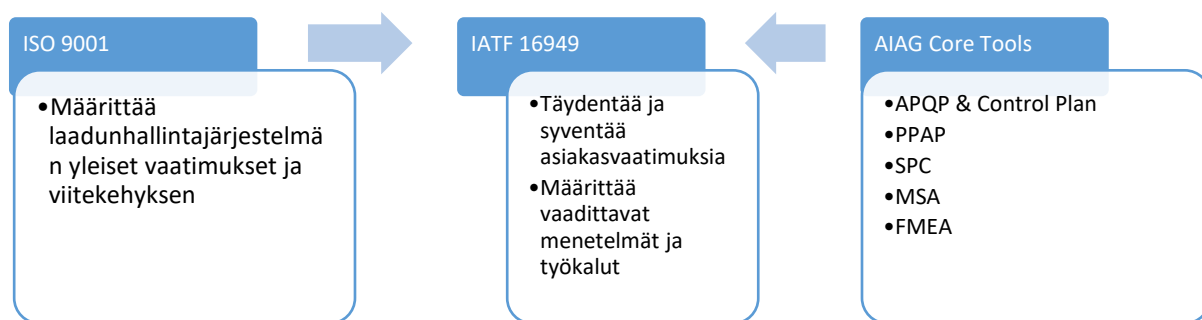 ISO 9001
•Määrittää
laadunhallintajärjestelmä
n yleiset vaatimukset ja
viitekehyksen
IATF 16949
•Täydentää ja
syventää
asiakasvaatimuksia
•Määrittää
vaadittavat
menetelmät ja
työkalut
AIAG Core Tools
•APQP & Control Plan
•PPAP
•SPC
•MSA
•FMEA